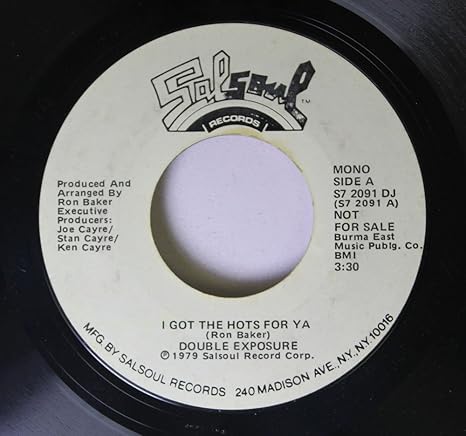 Salsoul TM
RECORDS
Produced And
Arranged By
Ron Baker
Executive
Producers:
Joe Cayre/
Stan Cayre/
Ken Cayre
MONO
SIDE A
S7 2091 DJ
(S7 2091 A)
NOT
FOR SALE
Burma East
Music Publg. Co.
BMI
3:30
I GOT THE HOTS FOR YA
(Ron Baker)
DOUBLE EXPOSURE
℗ 1979 Salsoul Record Corp.
MFG. BY SALSOUL RECORDS 240 MADISON AVE., NY., NY. 10016